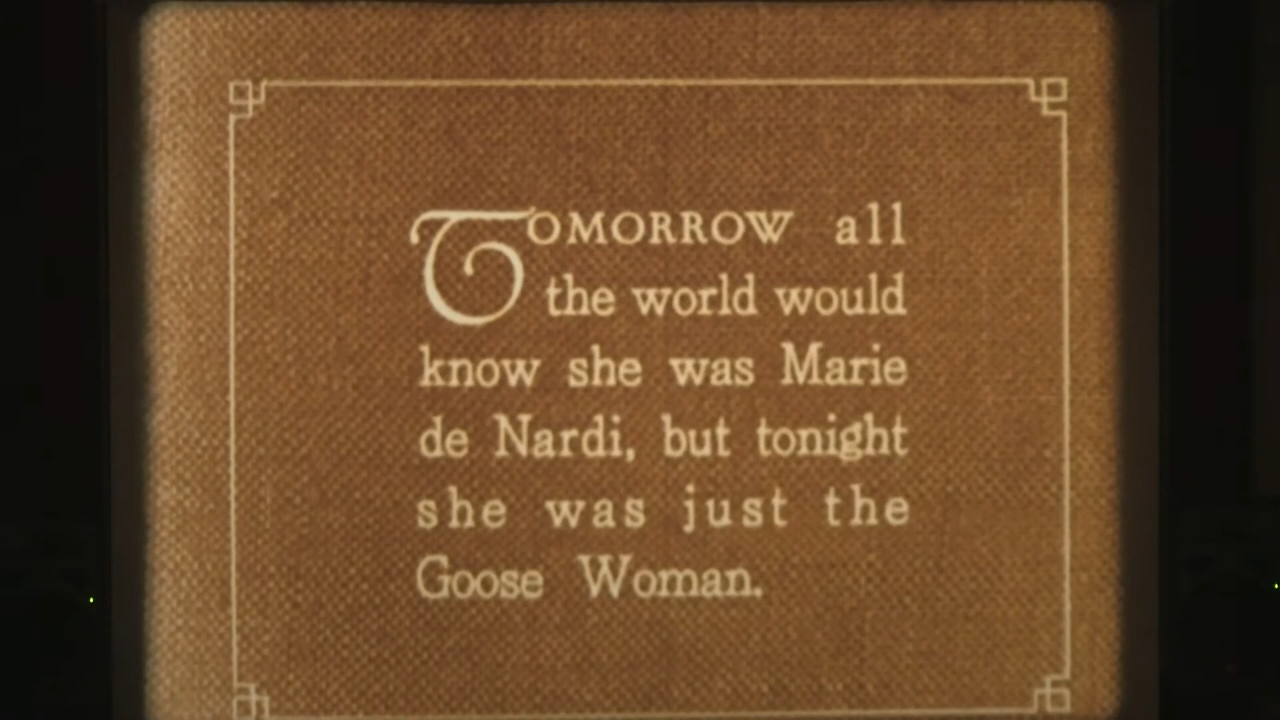 TOMORROW all
the world would
know she was Marie
de Nardi, but tonight
she was just the
Goose Woman.